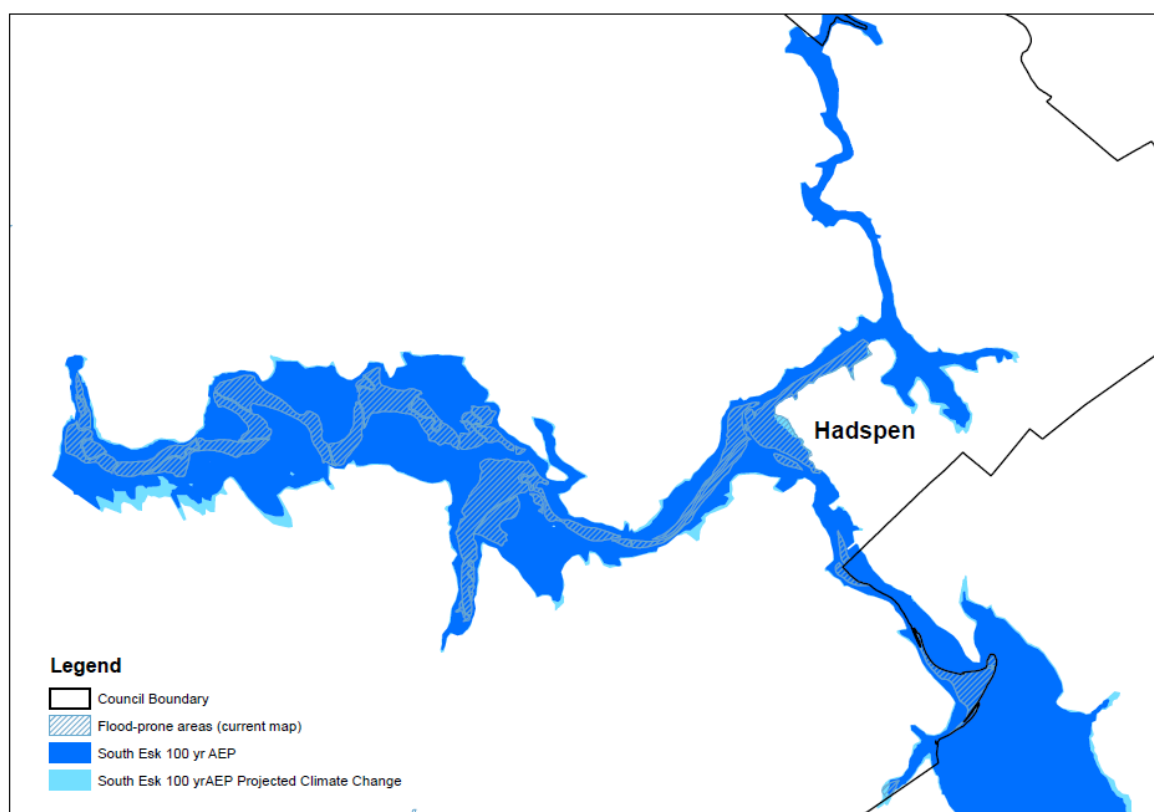 Hadspen
Legend
Council Boundary
Flood-prone areas (current map)
South Esk 100 yr AEP
South Esk 100 yrAEP Projected Climate Change